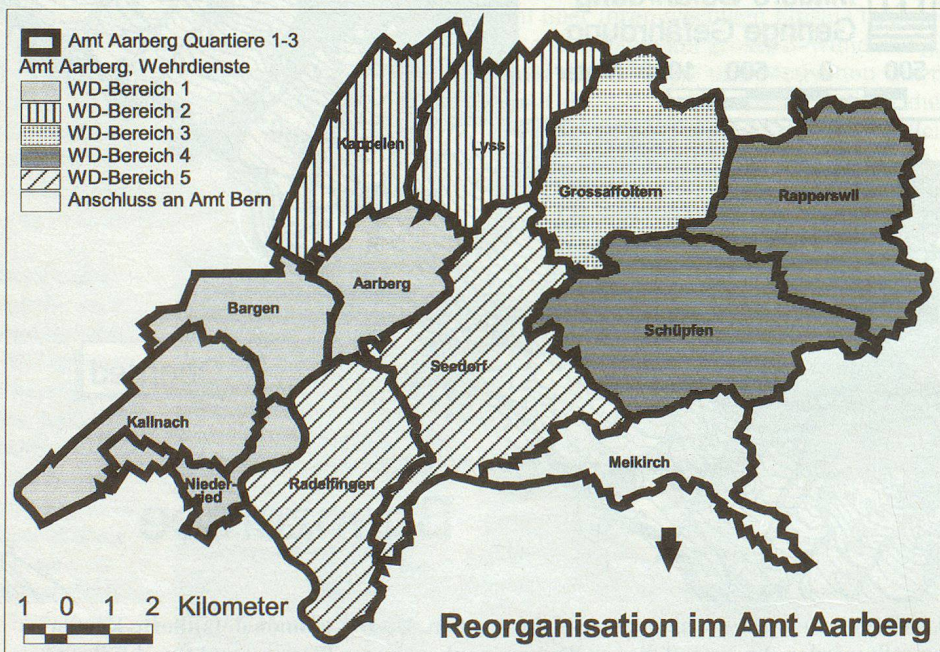 Amt Aarberg Quartiere 1-3
Amt Aarberg, Wehrdienste
WD-Bereich 1
WD-Bereich 2
WD-Bereich 3
WD-Bereich 4
WD-Bereich 5
Anschluss an Amt Bern
Kappelen
Lyss
Grossaffoltern
Rapperswil
Aarberg
Bargen
Schüpfen
Seedorf
Kallnach
Meikirch
Nieder-
ried
Radelfingen
1 0 1 2 Kilometer
Reorganisation im Amt Aarberg